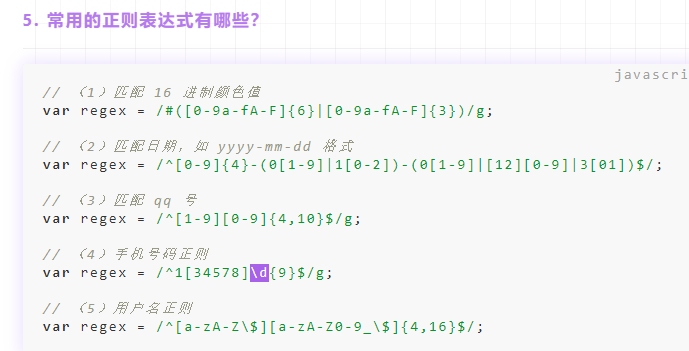 5. 常用的正则表达式有哪些？
javascri
// （1）匹配 16 进制颜色值
var regex = /#([0-9a-fA-F]{6}|[0-9a-fA-F]{3})/g;
// （2）匹配日期，如 yyyy-mm-dd 格式
var regex = /^[0-9]{4}-(0[1-9]|1[0-2])-(0[1-9]|[12][0-9]|3[01])$/;
// （3）匹配 qq 号
var regex = /^[1-9][0-9]{4,10}$/g;
// （4）手机号码正则
var regex = /^1[34578]\d{9}$/g;
// （5）用户名正则
var regex = /^[a-zA-Z\$][a-zA-Z0-9_\$]{4,16}$/;